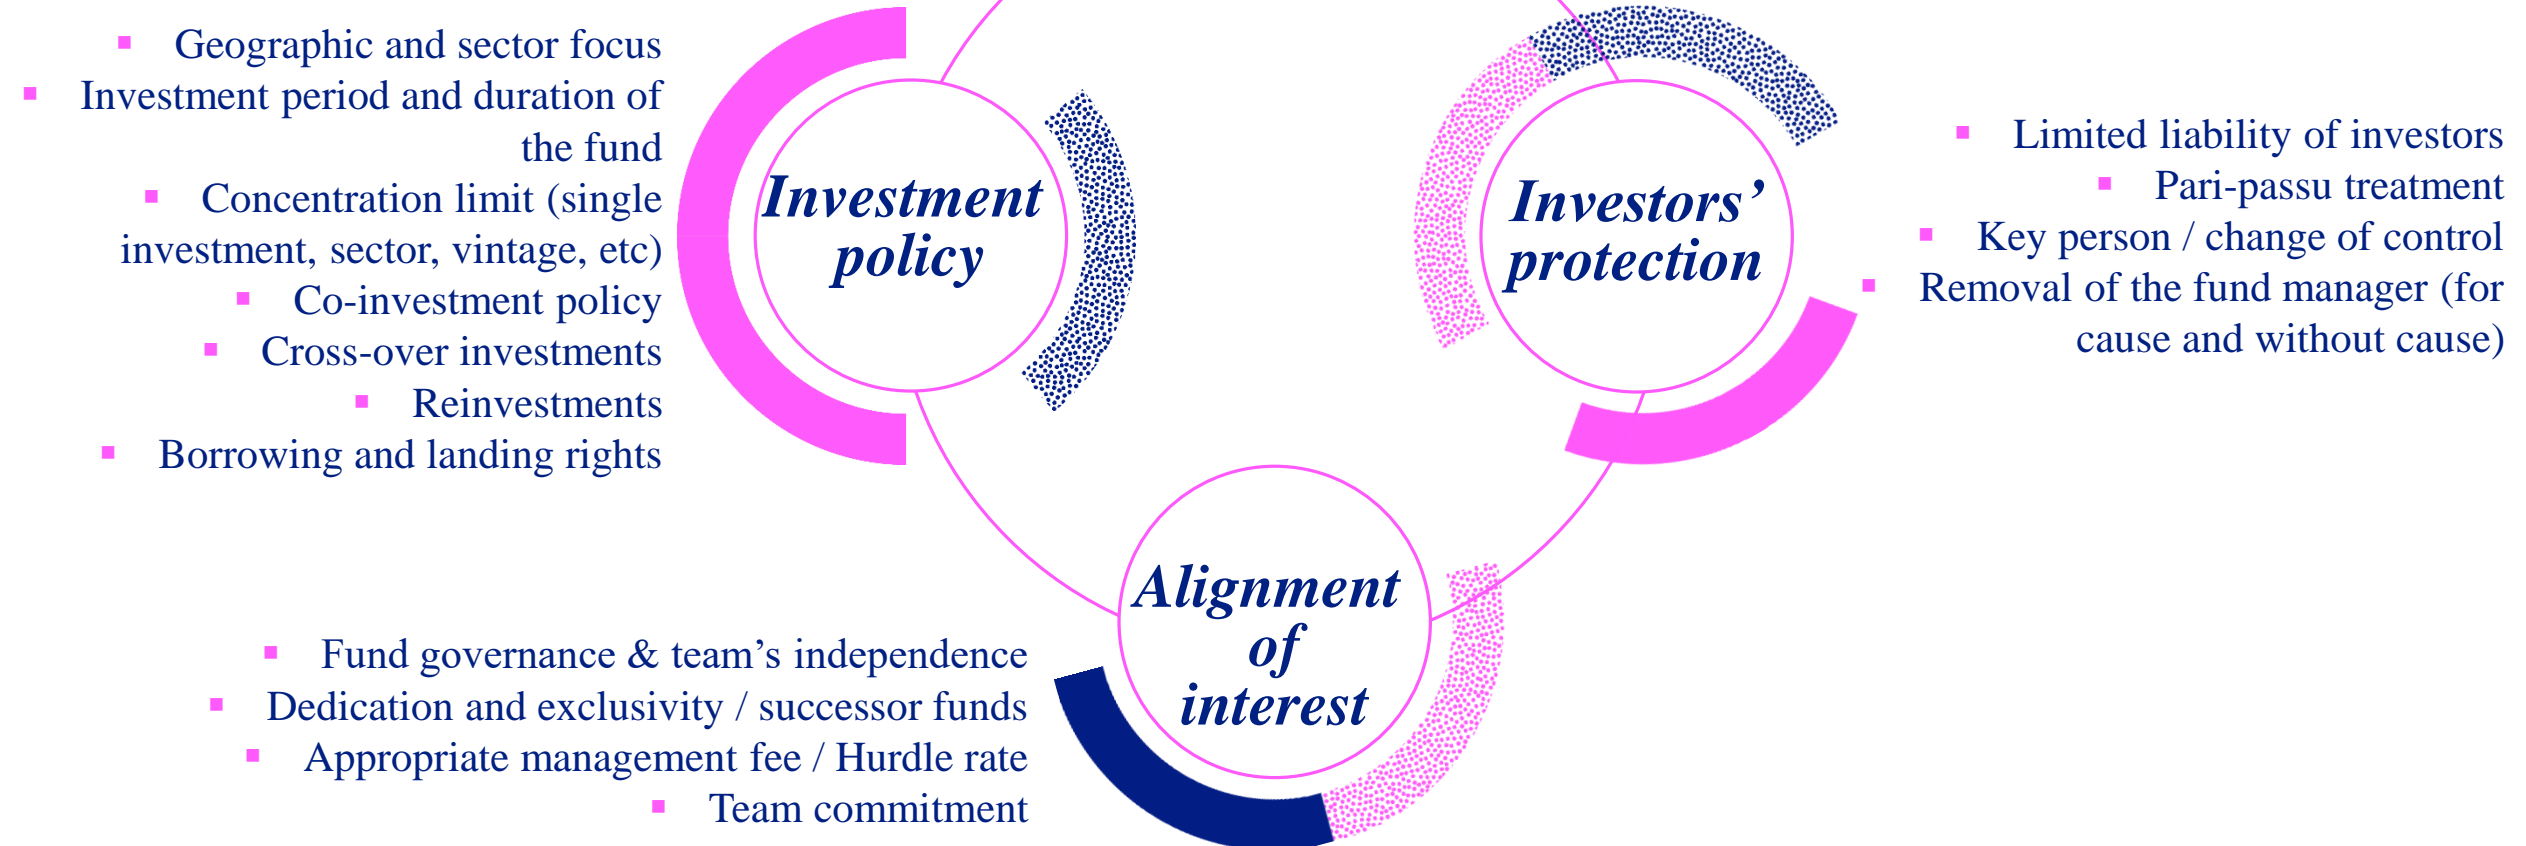 ▪ Geographic and sector focus
▪ Investment period and duration of
the fund
▪ Concentration limit (single
investment, sector, vintage, etc)
▪ Co-investment policy
▪ Cross-over investments
▪ Reinvestments
▪ Borrowing and landing rights
Investment
policy
Investors’
protection
▪ Limited liability of investors
▪ Pari-passu treatment
▪ Key person / change of control
▪ Removal of the fund manager (for
cause and without cause)
Alignment
of
interest
▪ Fund governance & team’s independence
▪ Dedication and exclusivity / successor funds
▪ Appropriate management fee / Hurdle rate
▪ Team commitment